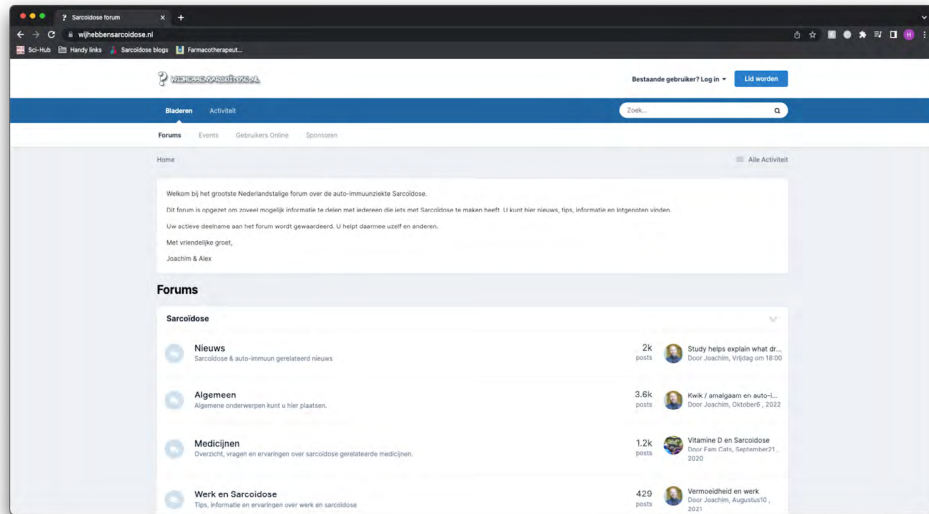 ? Sarcoidose forum
wijhebbensarcoidose.nl
Sci-Hub Handy links Sarcoidose blogs Farmacotherapeut...
? WIJHEBBENSARCOÏDOSE.NL
Bestaande gebruiker? Log in
Lid worden
Bladeren Activiteit
Zoek...
Forums Events Gebruikers Online Sponsoren
Home
Alle Activiteit
Welkom bij het grootste Nederlandstalige forum over de auto-immuunziekte Sarcoïdose.
Dit forum is opgezet om zoveel mogelijk informatie te delen met iedereen die iets met Sarcoïdose te maken heeft. U kunt hier nieuws, tips, informatie en lotgenoten vinden.
Uw actieve deelname aan het forum wordt gewaardeerd. U helpt daarmee uzelf en anderen.
Met vriendelijke groet,
Joachim & Alex
Forums
Sarcoïdose
Nieuws
Sarcoïdose & auto-immuun gerelateerd nieuws
2k
posts
Study helps explain what dr...
Door Joachim, Vrijdag om 18:00
Algemeen
Algemene onderwerpen kunt u hier plaatsen.
3.6k
posts
Kwik / amalgaam en auto-i...
Door Joachim, Oktober6 , 2022
Medicijnen
Overzicht, vragen en ervaringen over sarcoïdose gerelateerde medicijnen.
1.2k
posts
Vitamine D en Sarcoidose
Door Fam Cats, September21 ,
2020
Werk en Sarcoidose
Tips, informatie en ervaringen over werk en sarcoïdose
429
posts
Vermoeidheid en werk
Door Joachim, Augustus10 ,
2021